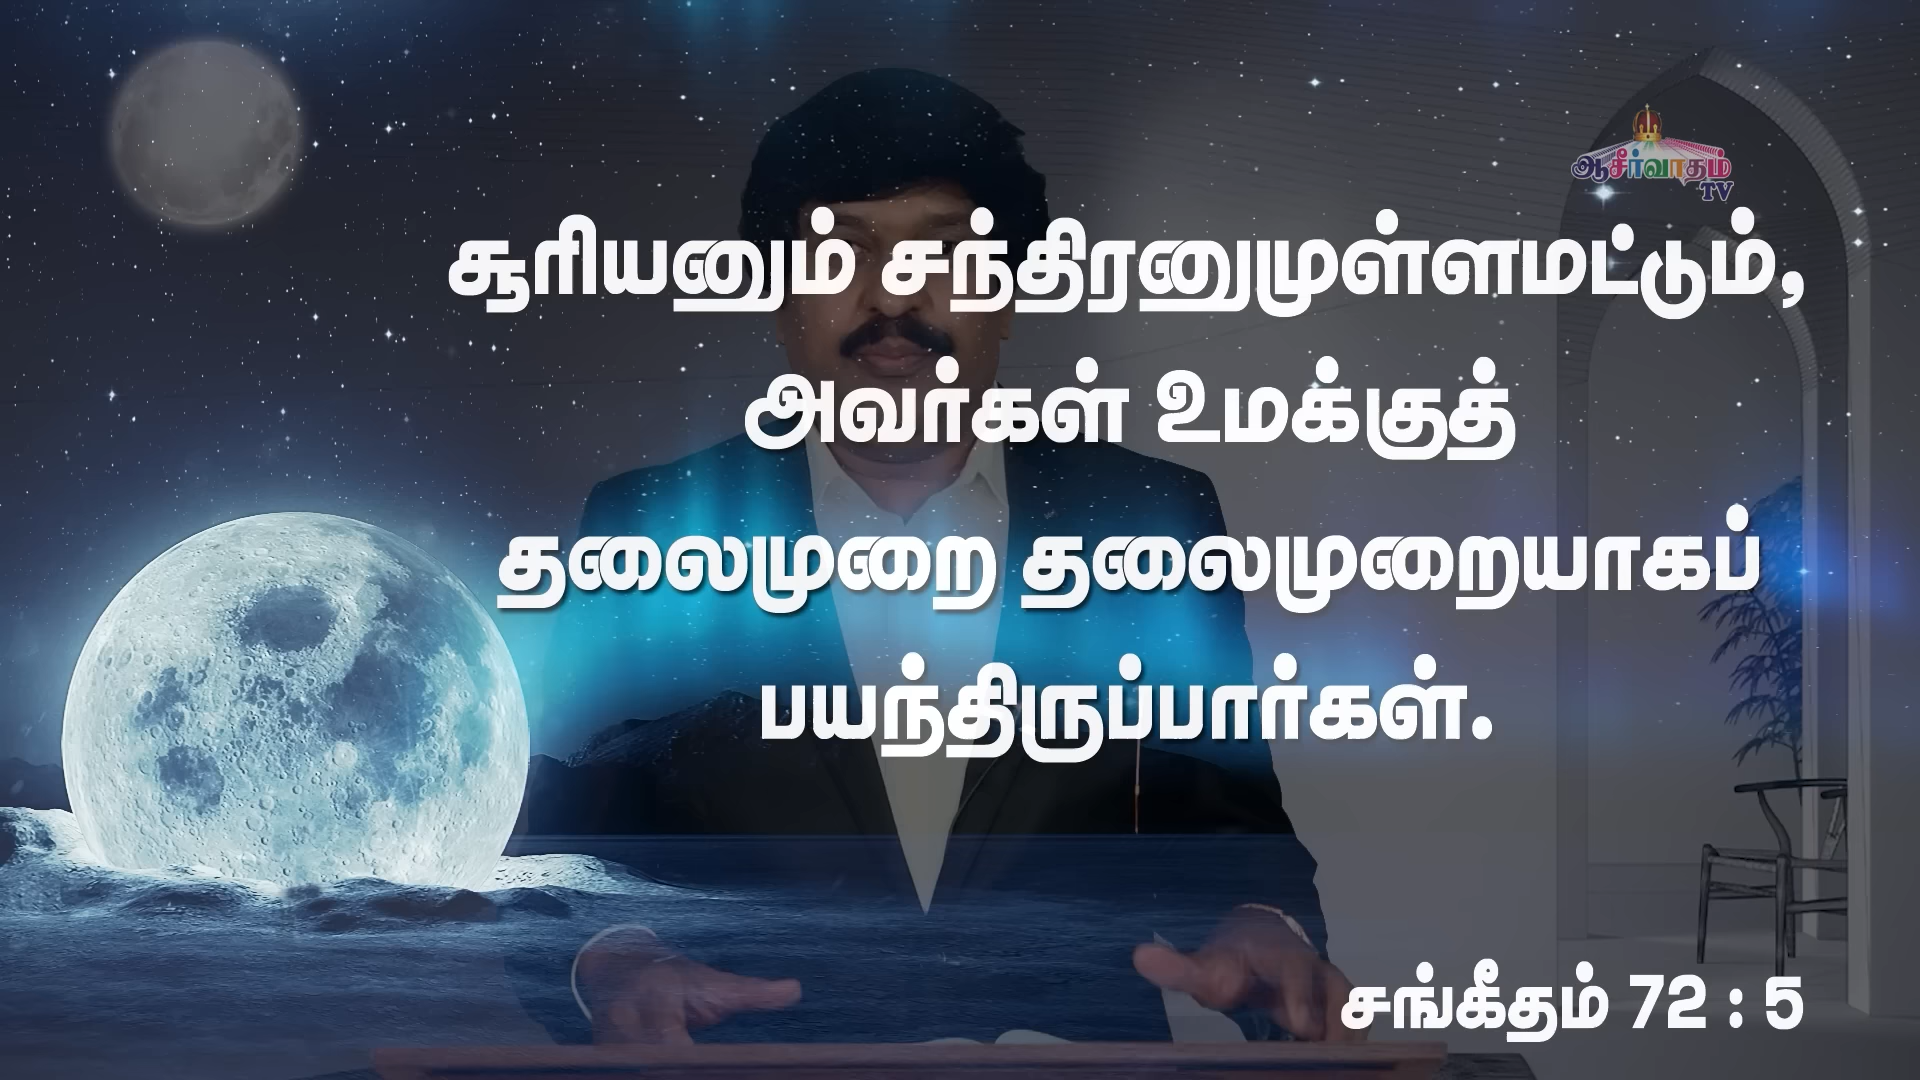 ஆசீர்வாதம்
TV
சூரியனும் சந்திரனுமுள்ளமட்டும்,
அவர்கள் உமக்குத்
தலைமுறை தலைமுறையாகப்
பயந்திருப்பார்கள்.
சங்கீதம் 72 : 5